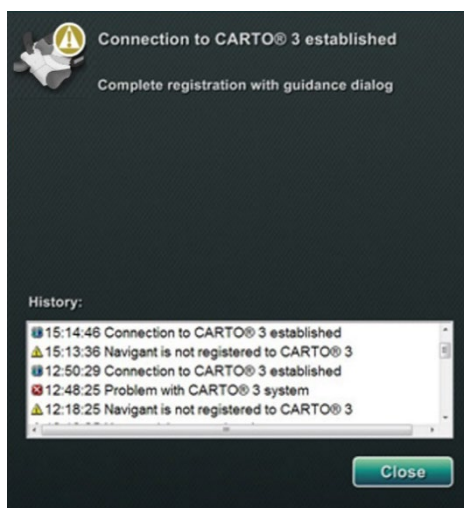 Connection to CARTO® 3 established
Complete registration with guidance dialog
History:
15:14:46 Connection to CARTO® 3 established
15:13:36 Navigant is not registered to CARTO® 3
12:50:29 Connection to CARTO® 3 established
12:48:25 Problem with CARTO® 3 system
12:18:25 Navigant is not registered to CARTO® 3
Close